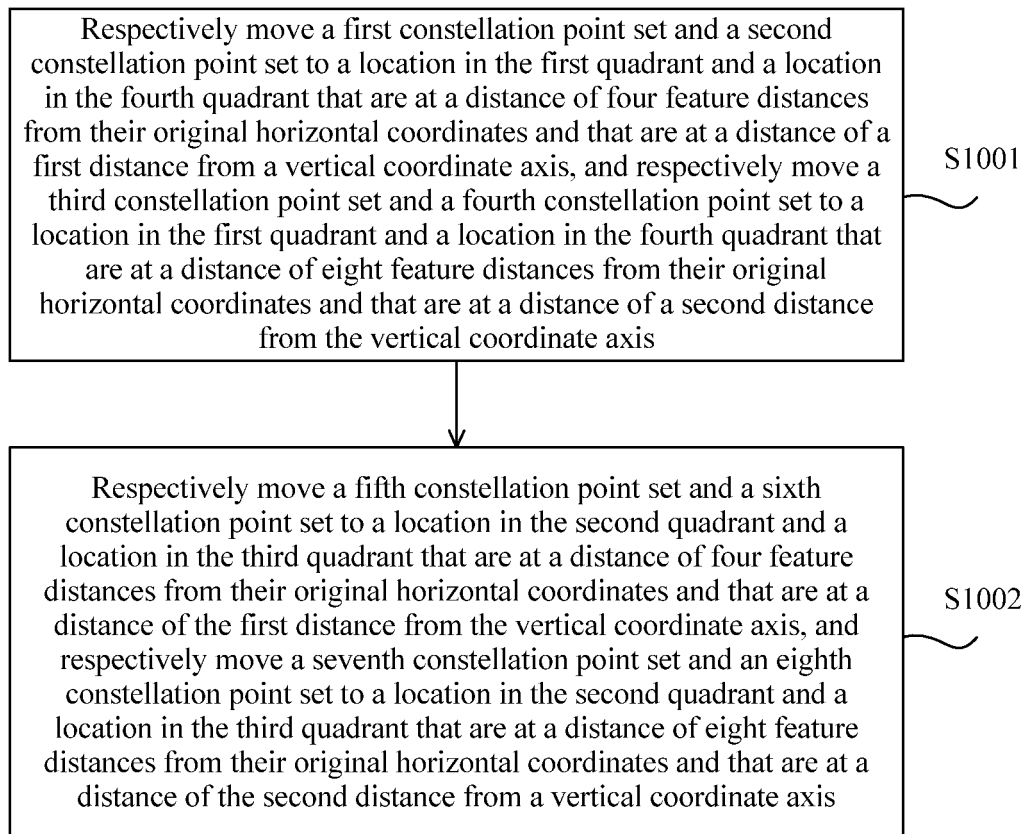 Respectively move a first constellation point set and a second
constellation point set to a location in the first quadrant and a location
in the fourth quadrant that are at a distance of four feature distances
from their original horizontal coordinates and that are at a distance of a
first distance from a vertical coordinate axis, and respectively move a
third constellation point set and a fourth constellation point set to a
location in the first quadrant and a location in the fourth quadrant that
are at a distance of eight feature distances from their original
horizontal coordinates and that are at a distance of a second distance
from the vertical coordinate axis
S1001
Respectively move a fifth constellation point set and a sixth
constellation point set to a location in the second quadrant and a
location in the third quadrant that are at a distance of four feature
distances from their original horizontal coordinates and that are at a
distance of the first distance from the vertical coordinate axis, and
respectively move a seventh constellation point set and an eighth
constellation point set to a location in the second quadrant and a
location in the third quadrant that are at a distance of eight feature
distances from their original horizontal coordinates and that are at a
distance of the second distance from a vertical coordinate axis
S1002